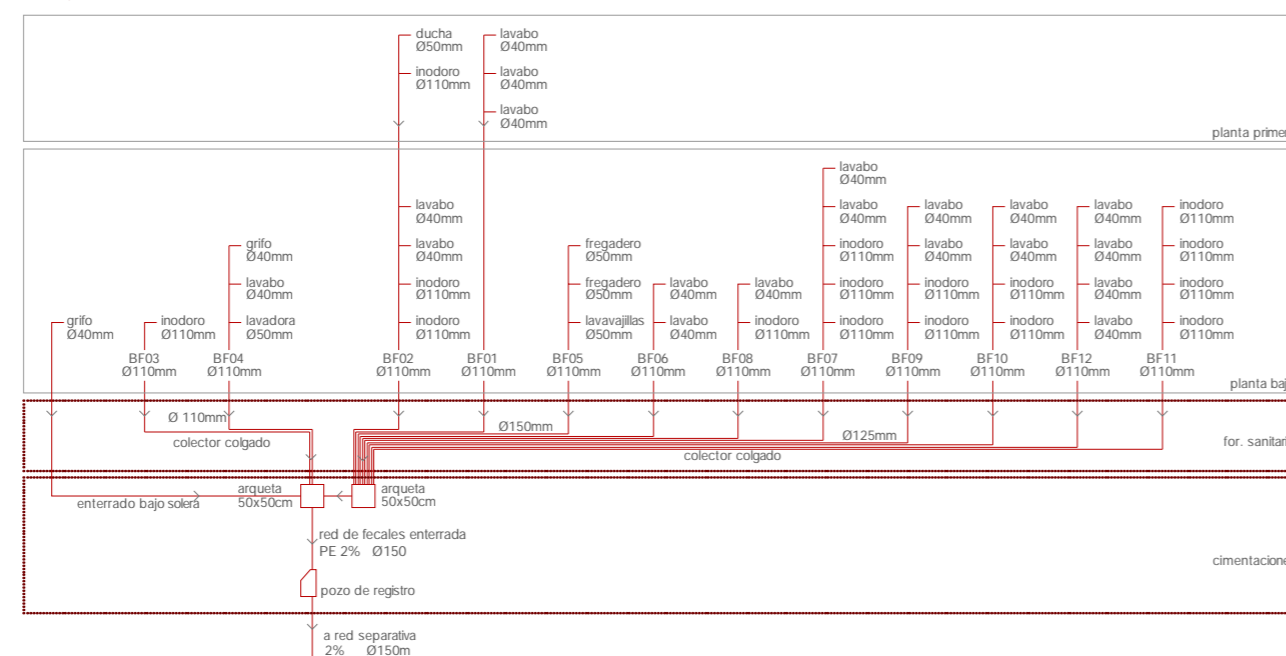 ducha
Ø50mm
inodoro
Ø110mm
lavabo
Ø40mm
lavabo
Ø40mm
lavabo
Ø40mm
planta primer
grifo
Ø40mm
inodoro
Ø110mm
BF03
Ø110mm
grifo
Ø40mm
lavabo
Ø40mm
lavadora
Ø50mm
BF04
Ø110mm
lavabo
Ø40mm
lavabo
Ø40mm
inodoro
Ø110mm
inodoro
Ø110mm
BF02
Ø110mm
BF01
Ø110mm
fregadero
Ø50mm
fregadero
Ø50mm
lavavajillas
Ø50mm
BF05
Ø110mm
lavabo
Ø40mm
lavabo
Ø40mm
BF06
Ø110mm
lavabo
Ø40mm
inodoro
Ø110mm
BF08
Ø110mm
lavabo
Ø40mm
lavabo
Ø40mm
inodoro
Ø110mm
inodoro
Ø110mm
inodoro
Ø110mm
BF07
Ø110mm
lavabo
Ø40mm
lavabo
Ø40mm
inodoro
Ø110mm
inodoro
Ø110mm
BF09
Ø110mm
lavabo
Ø40mm
lavabo
Ø40mm
inodoro
Ø110mm
inodoro
Ø110mm
BF10
Ø110mm
lavabo
Ø40mm
lavabo
Ø40mm
lavabo
Ø40mm
lavabo
Ø40mm
BF12
Ø110mm
inodoro
Ø110mm
inodoro
Ø110mm
inodoro
Ø110mm
inodoro
Ø110mm
BF11
Ø110mm
planta baj
Ø 110mm
colector colgado
Ø150mm
Ø125mm
colector colgado
for. sanitari
enterrado bajo solera
arqueta
50x50cm
arqueta
50x50cm
red de fecales enterrada
PE 2% Ø150
pozo de registro
cimentacione
a red separativa
2% Ø150m